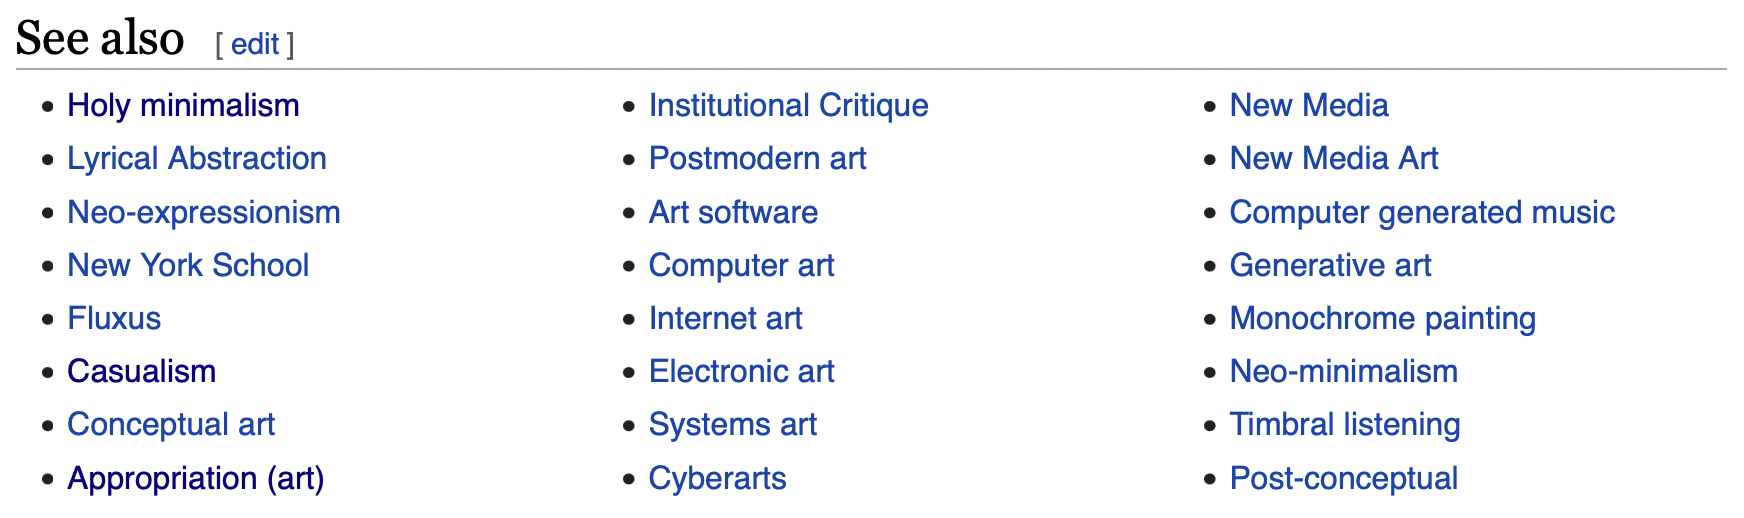 See also [ edit ]
• Holy minimalism
• Lyrical Abstraction
• Neo-expressionism
• New York School
• Fluxus
• Casualism
• Conceptual art
• Appropriation (art)
• Institutional Critique
• Postmodern art
• Art software
• Computer art
• Internet art
• Electronic art
• Systems art
• Cyberarts
• New Media
• New Media Art
• Computer generated music
• Generative art
• Monochrome painting
• Neo-minimalism
• Timbral listening
• Post-conceptual